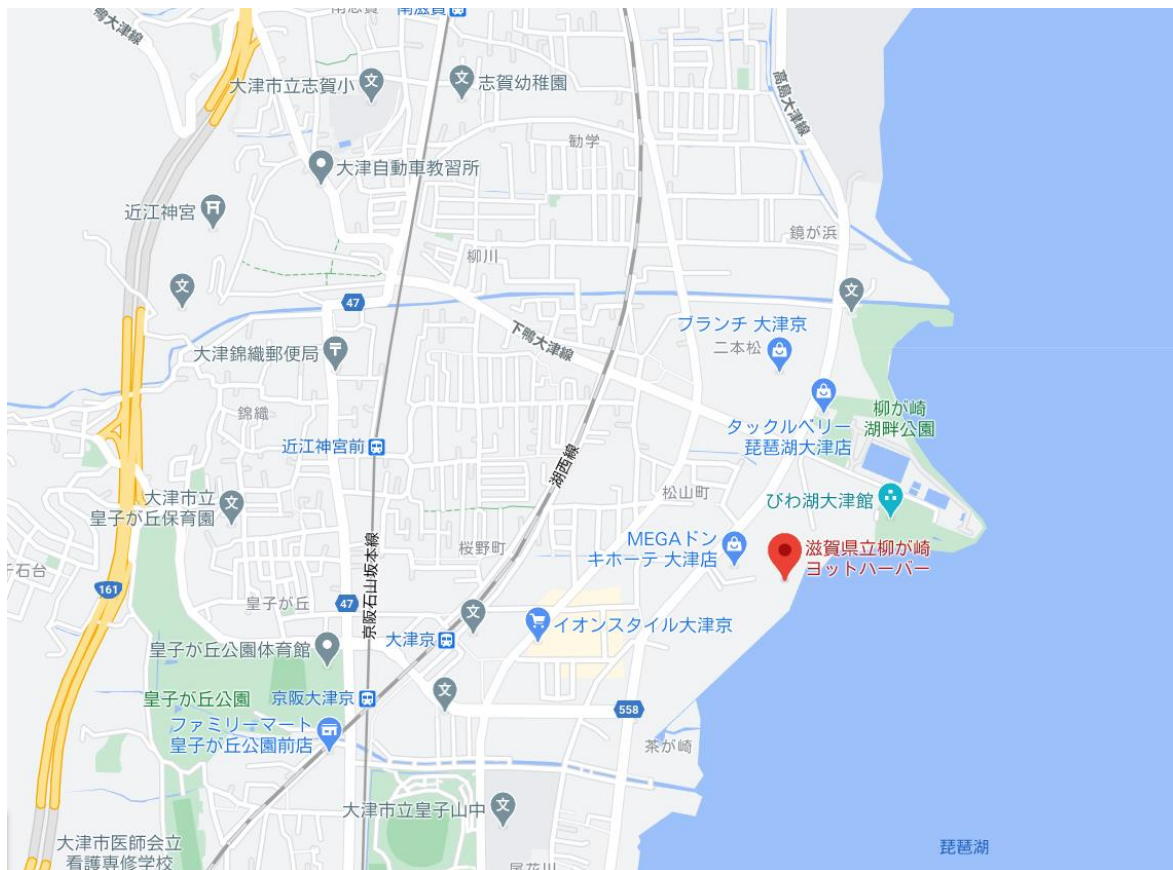 南滋賀
鴨大津線
大津市立志賀小
志賀幼稚園
高島大津線
勧学
大津自動車教習所
近江神宮
鏡が浜
柳川
47
下鴨大津線
ブランチ 大津京
二本松
大津錦織郵便局
錦織
タックルベリー
琵琶湖大津店
柳が崎
湖畔公園
近江神宮前
湖西線
松山町
びわ湖大津館
大津市立
皇子が丘保育園
桜野町
MEGAドン
キホーテ 大津店
滋賀県立柳が崎
ヨットハーバー
千石台
161
皇子が丘
47
京阪石山坂本線
大津京
イオンスタイル大津京
皇子が丘公園体育館
皇子が丘公園
京阪大津京
558
ファミリーマート
皇子が丘公園前店
茶が崎
大津市立皇子山中
大津市医師会立
看護専修学校
尾花川
琵琶湖